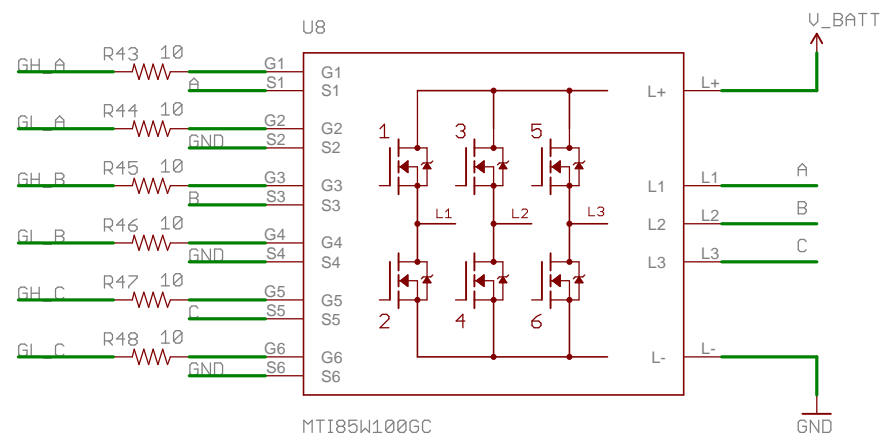 V_BATT
U8
R43 10
GH_A G1 G1
A S1 S1
L+ L+
R44 10
GL_A G2 G2
GND S2 S2
1 3 5
R45 10
GH_B G3 G3
B S3 S3
L1 L1 A
R46 10
GL_B G4 G4
GND S4 S4
L1 L2 L3
L2 L2 B
L3 L3 C
R47 10
GH_C G5 G5
C S5 S5
2 4 6
R48 10
GL_C G6 G6
GND S6 S6
L- L-
MTI85W100GC
GND